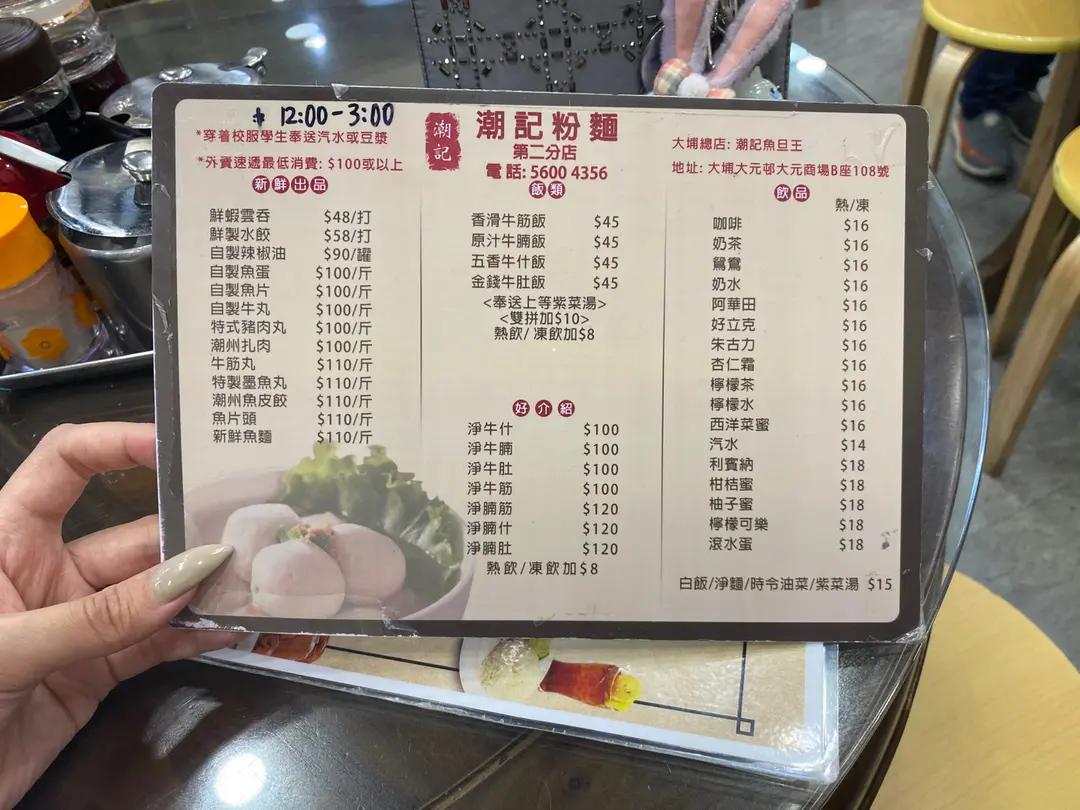 * 12:00-3:00
*穿着校服學生奉送汽水或豆漿
*外賣速遞最低消費: $100或以上
潮記
潮記粉麵
第二分店
電話: 5600 4356
大埔總店: 潮記魚旦王
地址: 大埔大元邨大元商場B座108號
新鮮出品
鮮蝦雲吞 $48/打
鮮製水餃 $58/打
自製辣椒油 $90/罐
自製魚蛋 $100/斤
自製魚片 $100/斤
自製牛丸 $100/斤
特式豬肉丸 $100/斤
潮州扎肉 $100/斤
牛筋丸 $110/斤
特製墨魚丸 $110/斤
潮州魚皮餃 $110/斤
魚片頭 $110/斤
新鮮魚麵 $110/斤
飯類
香滑牛筋飯 $45
原汁牛腩飯 $45
五香牛什飯 $45
金錢牛肚飯 $45
<奉送上等紫菜湯>
<雙拼加$10>
熱飲/凍飲加$8
好介紹
淨牛什 $100
淨牛腩 $100
淨牛肚 $100
淨牛筋 $100
淨腩筋 $120
淨腩什 $120
淨腩肚 $120
熱飲/凍飲加$8
飲品
熱/凍
咖啡 $16
奶茶 $16
鴛鴦 $16
奶水 $16
阿華田 $16
好立克 $16
朱古力 $16
杏仁霜 $16
檸檬茶 $16
檸檬水 $16
西洋菜蜜 $16
汽水 $14
利賓納 $18
柑桔蜜 $18
柚子蜜 $18
檸檬可樂 $18
滾水蛋 $18
白飯/淨麵/時令油菜/紫菜湯 $15